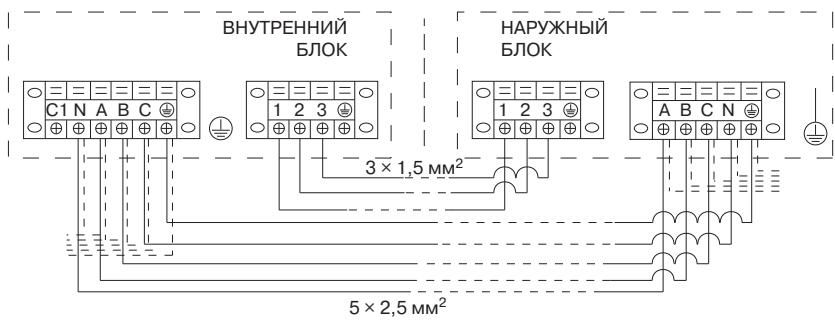 ВНУТРЕННИЙ
БЛОК
НАРУЖНЫЙ
БЛОК
C1 N A B C
1 2 3
1 2 3
A B C N
3 × 1,5 мм²
5 × 2,5 мм²